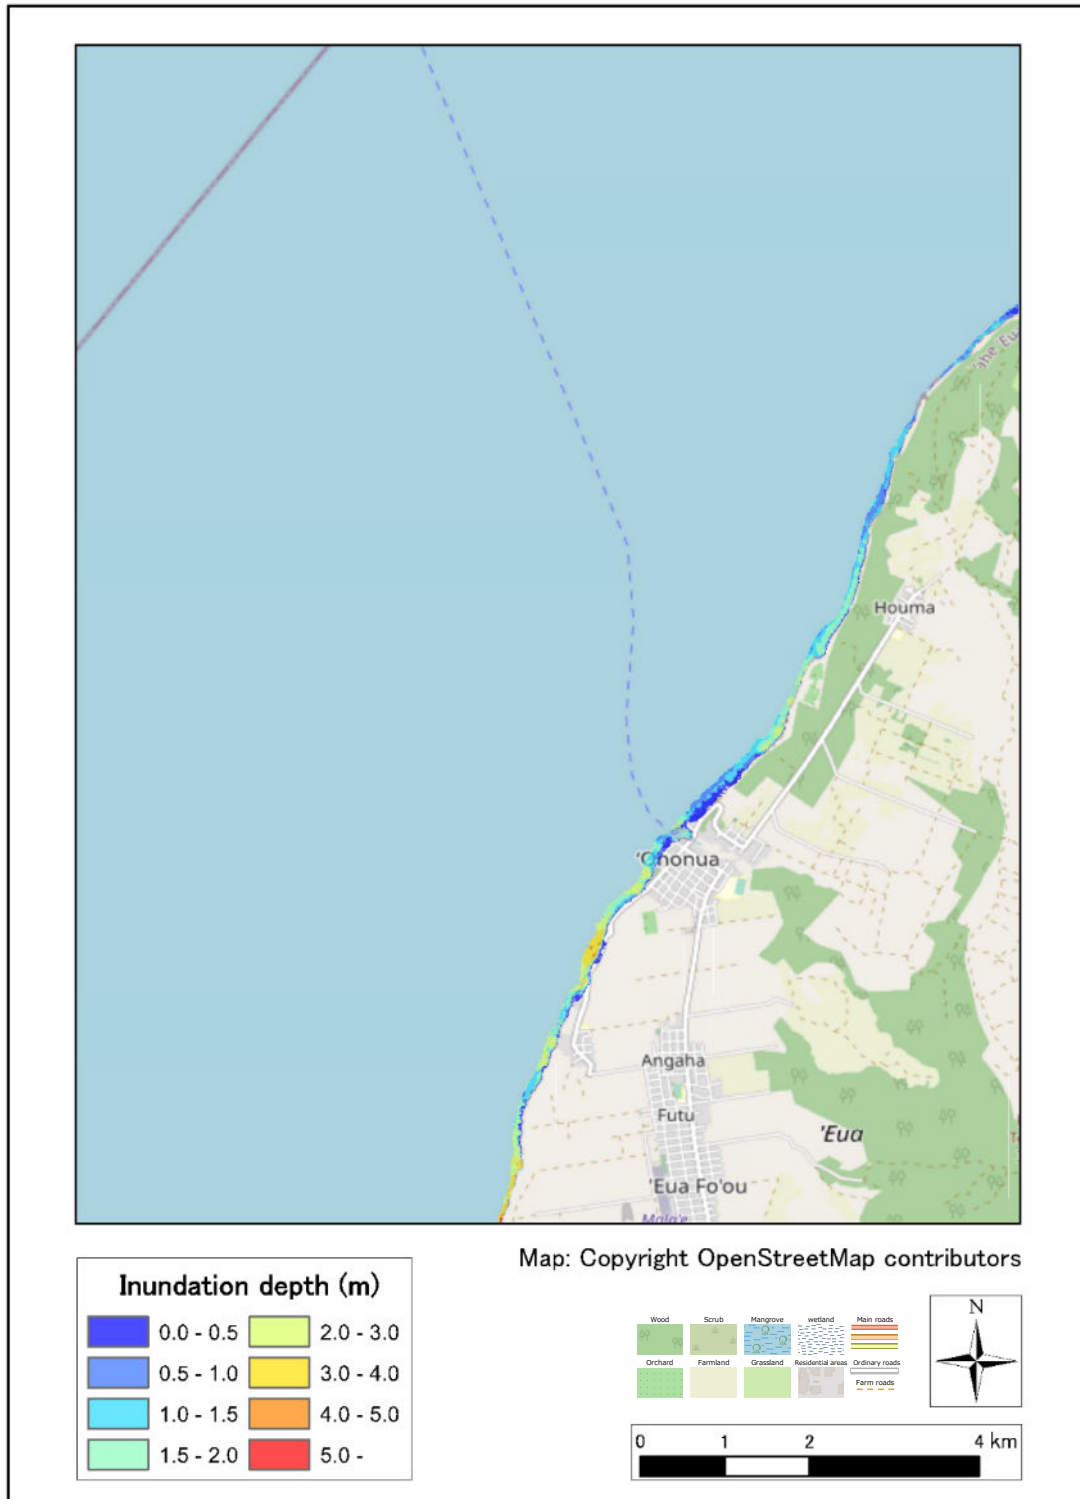 'ahe Eu
Houma
'Ohonua
Angaha
Futu
'Eua
'Eua Fo'ou
Mala'e
Map: Copyright OpenStreetMap contributors
Inundation depth (m)
0.0 - 0.5
2.0 - 3.0
0.5 - 1.0
3.0 - 4.0
1.0 - 1.5
4.0 - 5.0
1.5 - 2.0
5.0 -
Wood Scrub Mangrove wetland Main roads
Orchard Farmland Grassland Residential areas Ordinary roads
Farm roads
N
0 1 2 4 km